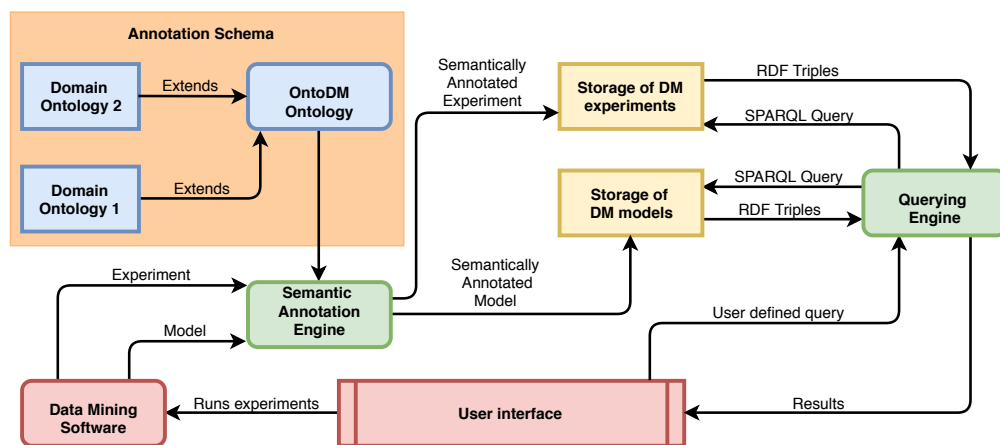 Annotation Schema
Domain
Ontology 2
Extends
OntoDM
Ontology
Domain
Ontology 1
Extends
Semantically
Annotated
Experiment
Storage of DM
experiments
RDF Triples
SPARQL Query
Storage of
DM models
SPARQL Query
RDF Triples
Querying
Engine
Experiment
Model
Semantic
Annotation
Engine
Semantically
Annotated
Model
User defined query
Data Mining
Software
Runs experiments
User interface
Results